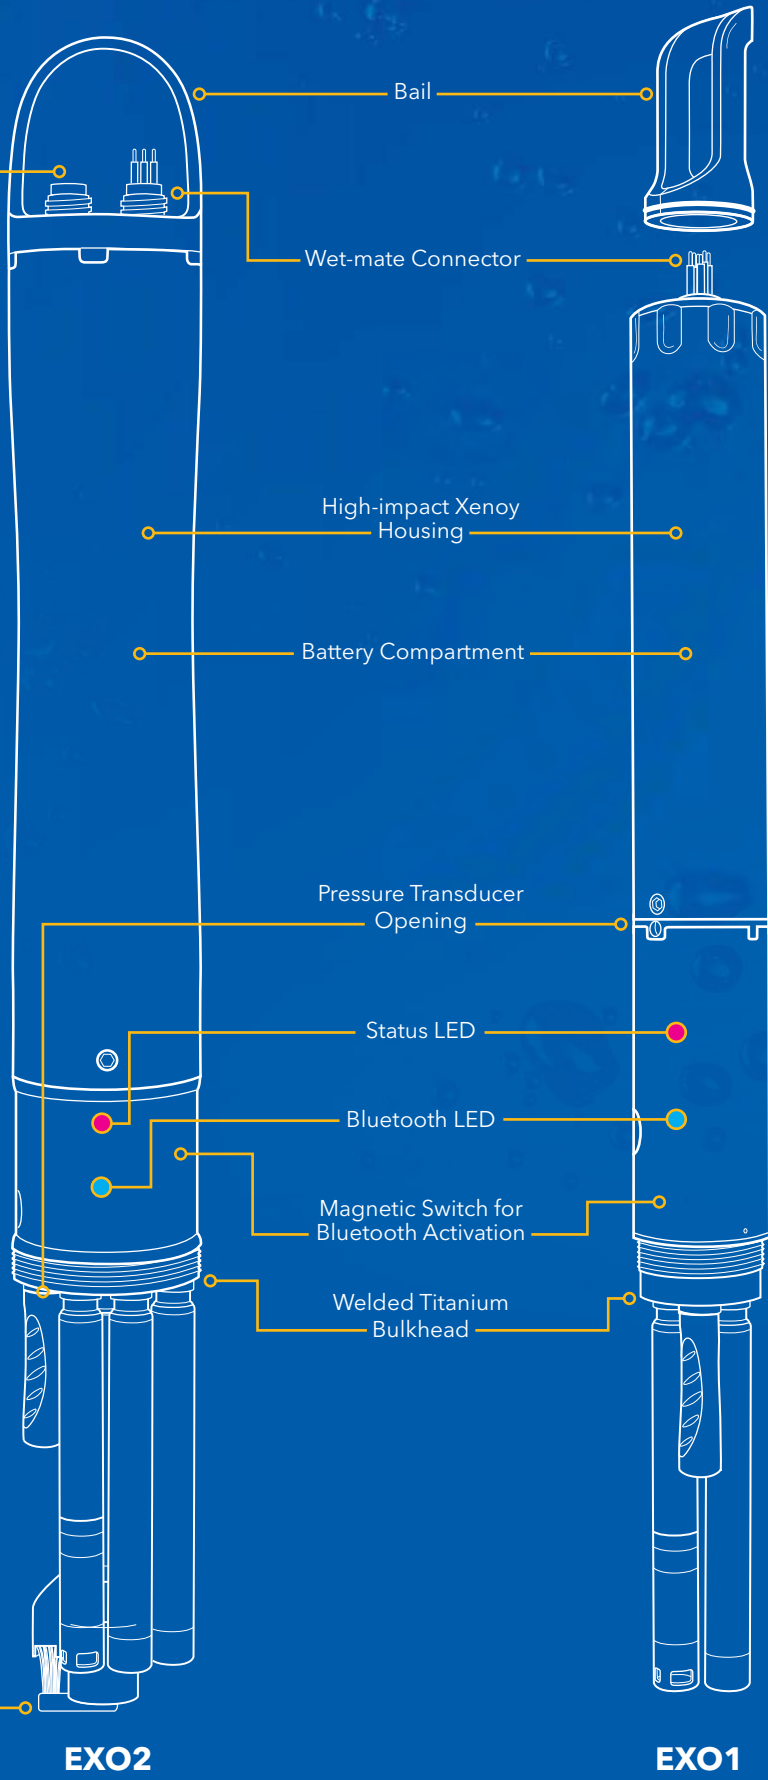 Bail
Wet-mate Connector
High-impact Xenoy
Housing
Battery Compartment
Pressure Transducer
Opening
Status LED
Bluetooth LED
Magnetic Switch for
Bluetooth Activation
Welded Titanium
Bulkhead
EXO2
EXO1